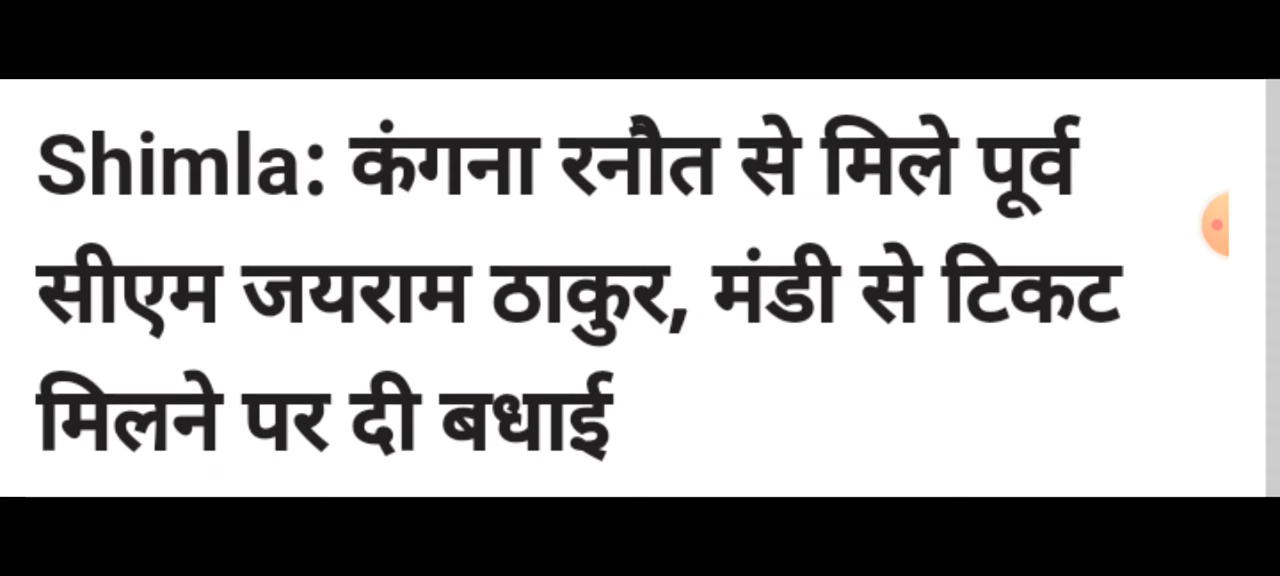 Shimla: कंगना रनौत से मिले पूर्व
सीएम जयराम ठाकुर, मंडी से टिकट
मिलने पर दी बधाई